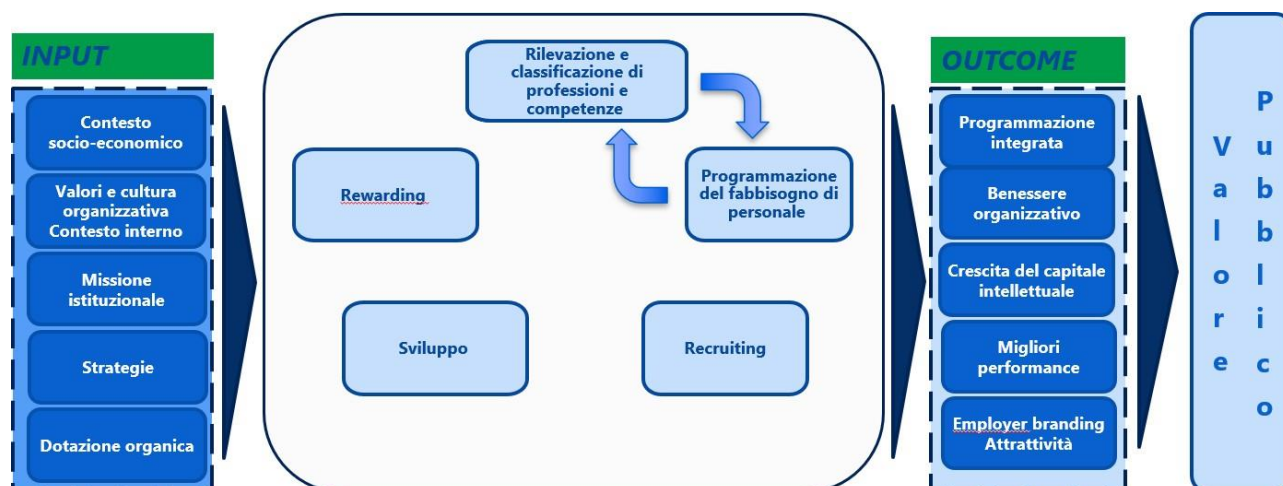 INPUT
Contesto
socio-economico
Valori e cultura
organizzativa
Contesto interno
Missione
istituzionale
Strategie
Dotazione organica
Rilevazione e
classificazione di
professioni e
competenze
Programmazione
del fabbisogno di
personale
Rewarding
Sviluppo
Recruiting
OUTCOME
Programmazione
integrata
Benessere
organizzativo
Crescita del capitale
intellettuale
Migliori
performance
Employer branding
Attrattività
Valore
Pubblico